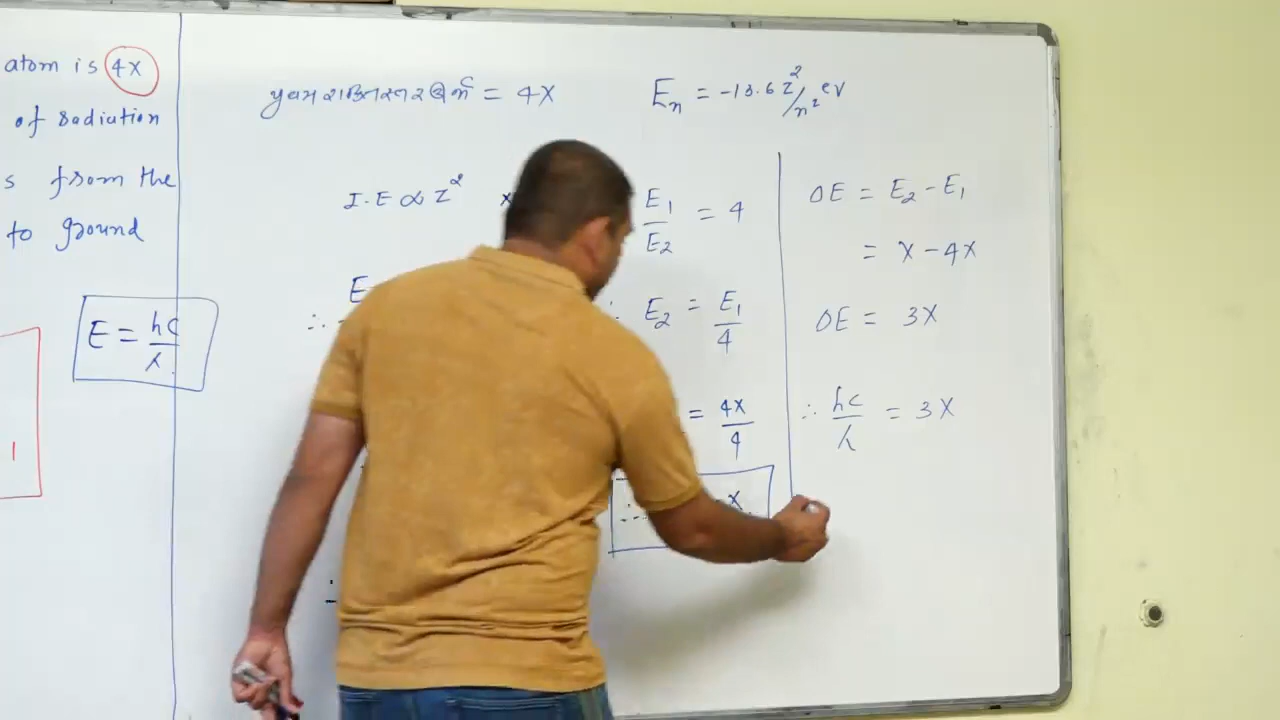 atom is 4X
of radiation
s from the
to ground
E = hc/λ
1
= 4X
En = -13.6 z²/n² ev
I.E ∝ Z²
∴ E
E1/E2 = 4
E2 = E1/4
= 4X/4
X
ΔE = E2 - E1
= X - 4X
ΔE = 3X
∴ hc/λ = 3X